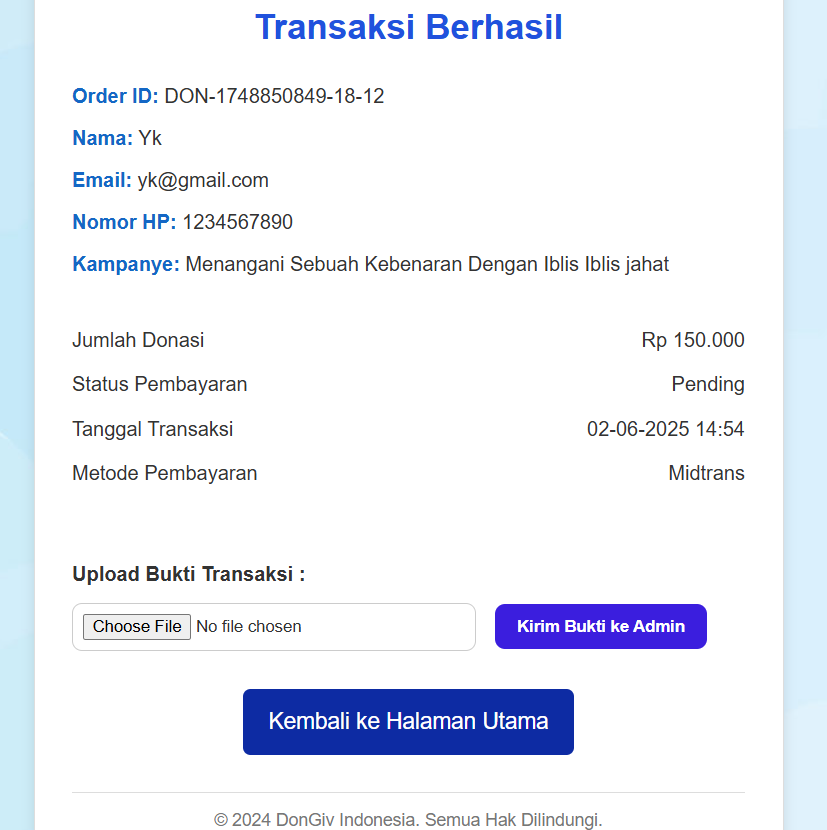 Transaksi Berhasil
Order ID: DON-1748850849-18-12
Nama: Yk
Email: yk@gmail.com
Nomor HP: 1234567890
Kampanye: Menangani Sebuah Kebenaran Dengan Iblis Iblis jahat
Jumlah Donasi Rp 150.000
Status Pembayaran Pending
Tanggal Transaksi 02-06-2025 14:54
Metode Pembayaran Midtrans
Upload Bukti Transaksi :
Choose File No file chosen Kirim Bukti ke Admin
Kembali ke Halaman Utama
© 2024 DonGiv Indonesia. Semua Hak Dilindungi.